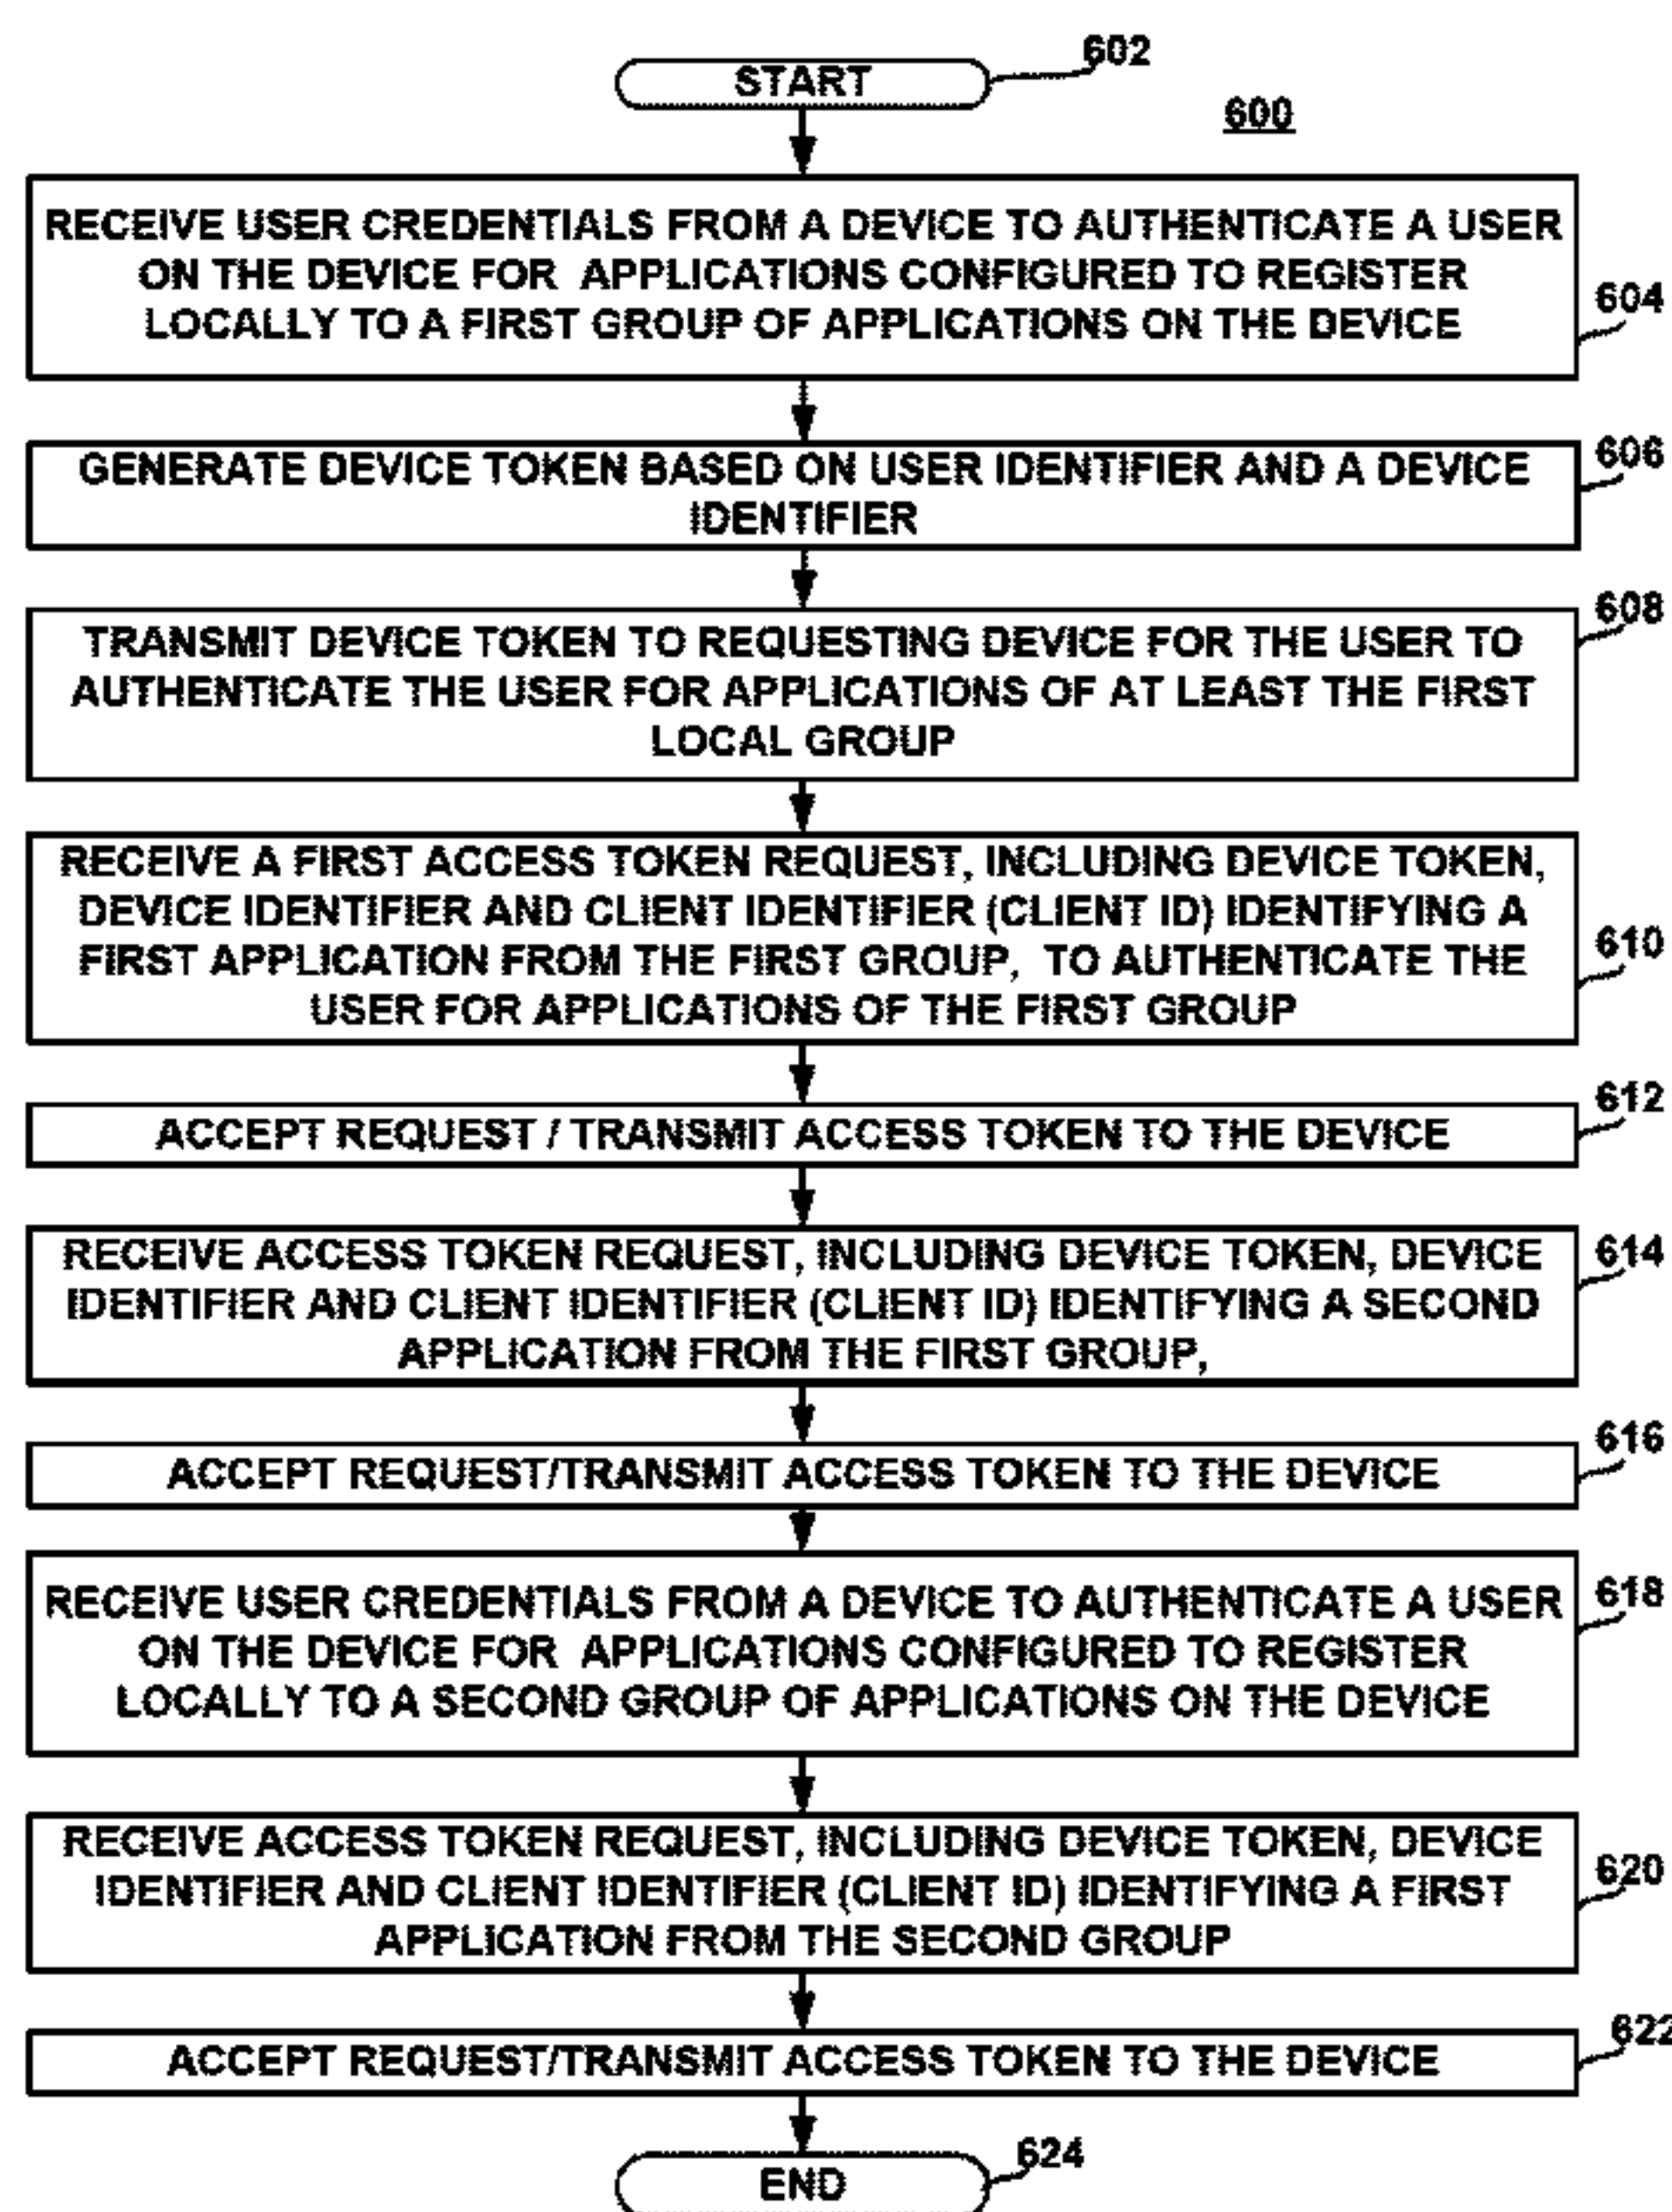 START
602
600
RECEIVE USER CREDENTIALS FROM A DEVICE TO AUTHENTICATE A USER
ON THE DEVICE FOR APPLICATIONS CONFIGURED TO REGISTER
LOCALLY TO A FIRST GROUP OF APPLICATIONS ON THE DEVICE
604
GENERATE DEVICE TOKEN BASED ON USER IDENTIFIER AND A DEVICE
IDENTIFIER
606
TRANSMIT DEVICE TOKEN TO REQUESTING DEVICE FOR THE USER TO
AUTHENTICATE THE USER FOR APPLICATIONS OF AT LEAST THE FIRST
LOCAL GROUP
608
RECEIVE A FIRST ACCESS TOKEN REQUEST, INCLUDING DEVICE TOKEN,
DEVICE IDENTIFIER AND CLIENT IDENTIFIER (CLIENT ID) IDENTIFYING A
FIRST APPLICATION FROM THE FIRST GROUP, TO AUTHENTICATE THE
USER FOR APPLICATIONS OF THE FIRST GROUP
610
ACCEPT REQUEST / TRANSMIT ACCESS TOKEN TO THE DEVICE
612
RECEIVE ACCESS TOKEN REQUEST, INCLUDING DEVICE TOKEN, DEVICE
IDENTIFIER AND CLIENT IDENTIFIER (CLIENT ID) IDENTIFYING A SECOND
APPLICATION FROM THE FIRST GROUP,
614
ACCEPT REQUEST/TRANSMIT ACCESS TOKEN TO THE DEVICE
616
RECEIVE USER CREDENTIALS FROM A DEVICE TO AUTHENTICATE A USER
ON THE DEVICE FOR APPLICATIONS CONFIGURED TO REGISTER
LOCALLY TO A SECOND GROUP OF APPLICATIONS ON THE DEVICE
618
RECEIVE ACCESS TOKEN REQUEST, INCLUDING DEVICE TOKEN, DEVICE
IDENTIFIER AND CLIENT IDENTIFIER (CLIENT ID) IDENTIFYING A FIRST
APPLICATION FROM THE SECOND GROUP
620
ACCEPT REQUEST/TRANSMIT ACCESS TOKEN TO THE DEVICE
622
END
624